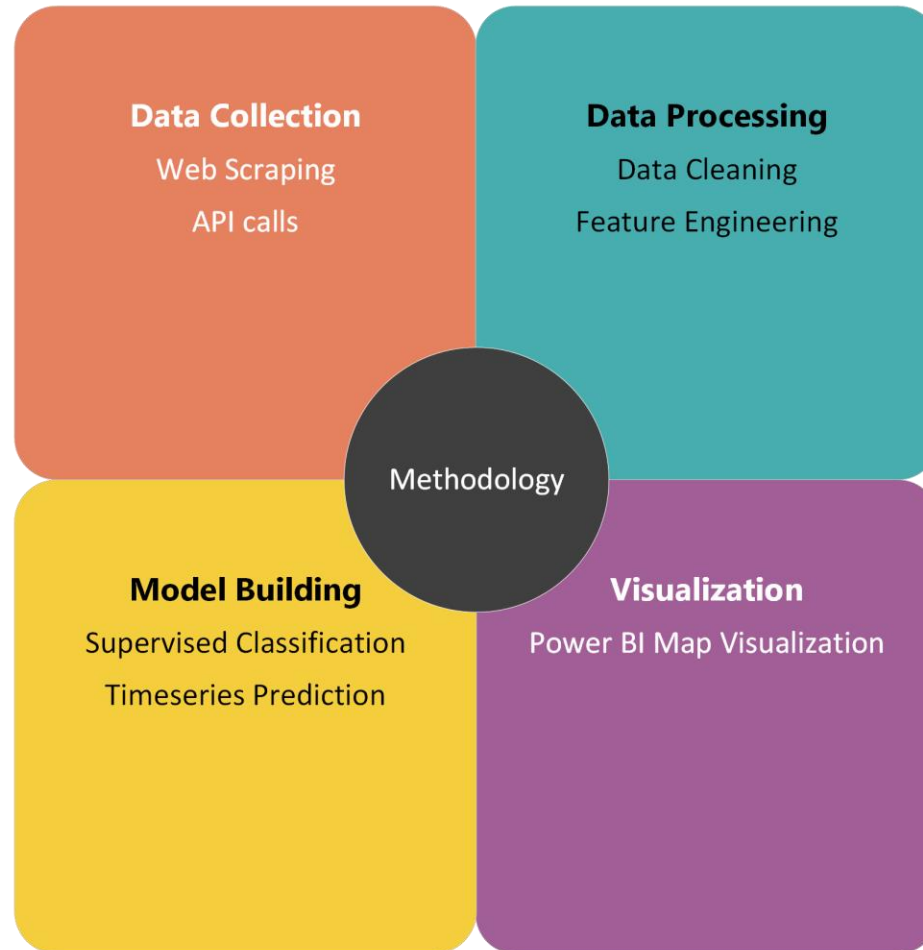 Data Collection
Web Scraping
API calls
Data Processing
Data Cleaning
Feature Engineering
Methodology
Model Building
Supervised Classification
Timeseries Prediction
Visualization
Power BI Map Visualization